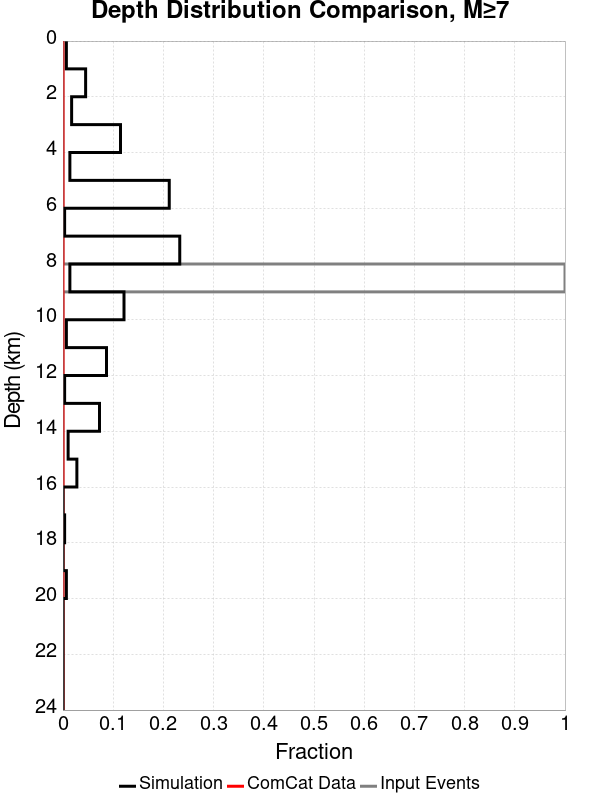 Depth Distribution Comparison, M≥7
0
2
4
6
8
10
12
14
16
18
20
22
24
Depth (km)
0 0.1 0.2 0.3 0.4 0.5 0.6 0.7 0.8 0.9 1
Fraction
Simulation ComCat Data Input Events